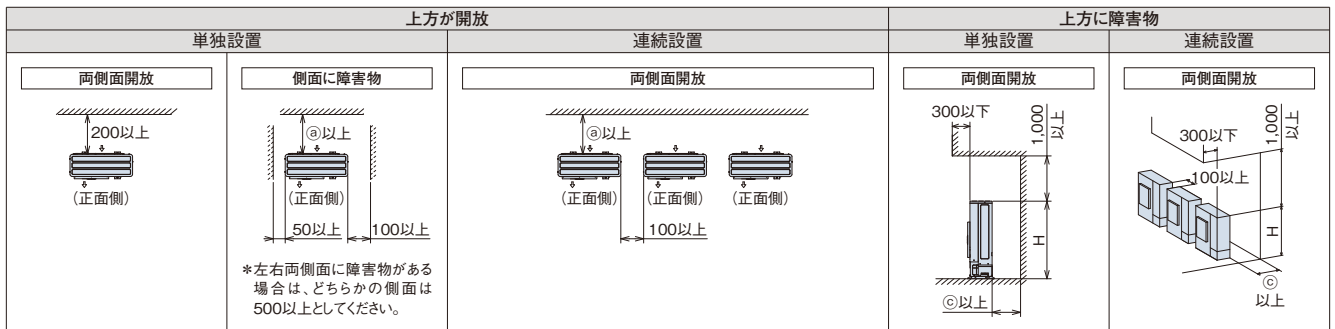 上方が開放
上方に障害物
単独設置
連続設置
単独設置
連続設置
両側面開放
200以上
(正面側)
側面に障害物
ⓐ以上
(正面側)
50以上
100以上
*左右両側面に障害物がある
場合は、どちらかの側面は
500以上としてください。
両側面開放
ⓐ以上
(正面側)
(正面側)
(正面側)
100以上
両側面開放
300以下
1,000
以上
H
ⓒ以上
両側面開放
300以下
1,000
以上
100以上
H
ⓒ
以上